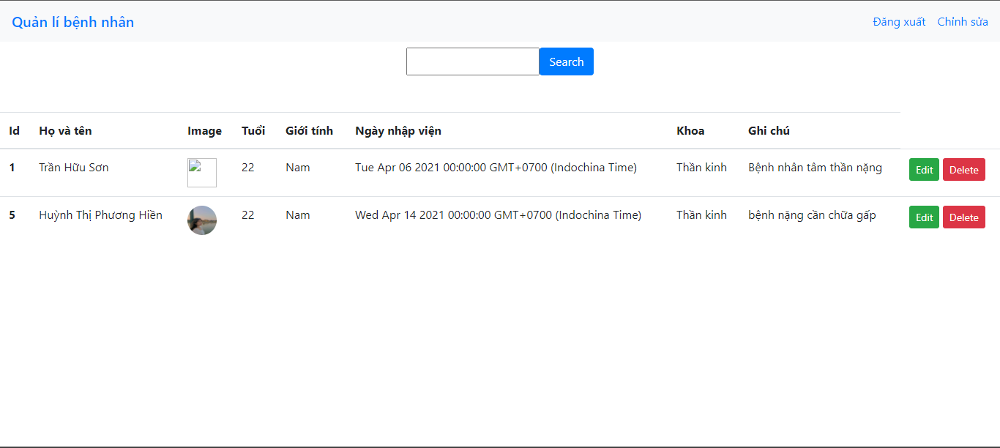 Quản lí bệnh nhân Đăng xuất Chỉnh sửa
Search
Id Họ và tên Image Tuổi Giới tính Ngày nhập viện Khoa Ghi chú
1 Trần Hữu Sơn 22 Nam Tue Apr 06 2021 00:00:00 GMT+0700 (Indochina Time) Thần kinh Bệnh nhân tâm thần nặng Edit Delete
5 Huỳnh Thị Phương Hiền 22 Nam Wed Apr 14 2021 00:00:00 GMT+0700 (Indochina Time) Thần kinh bệnh nặng cần chữa gấp Edit Delete